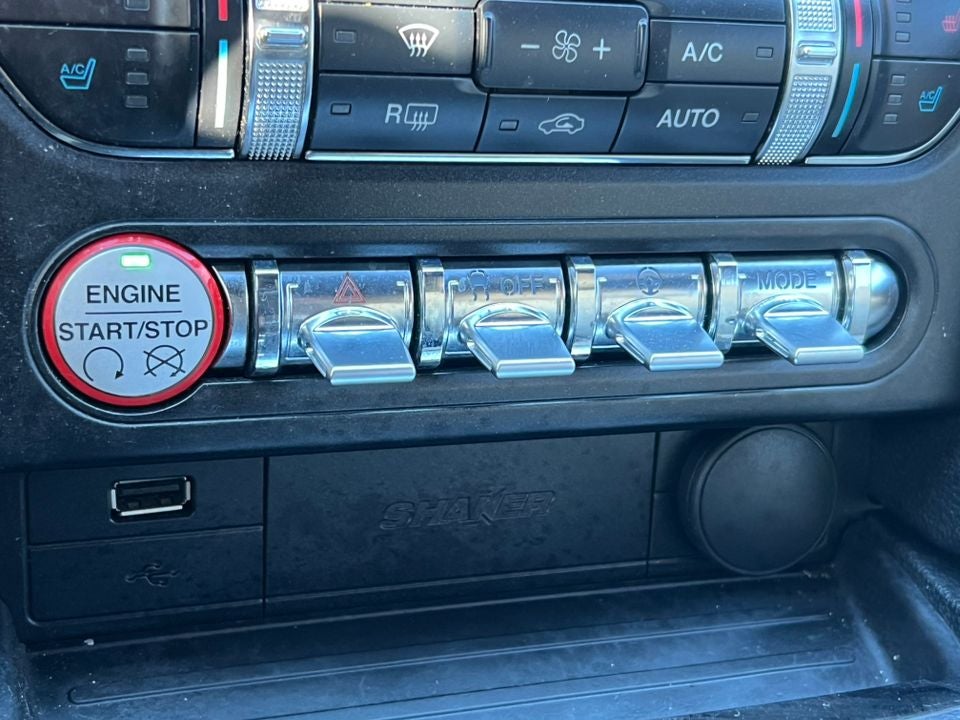 A/C
- +
A/C
A/C
R
AUTO
ENGINE
START/STOP
OFF
MODE
SHAKER